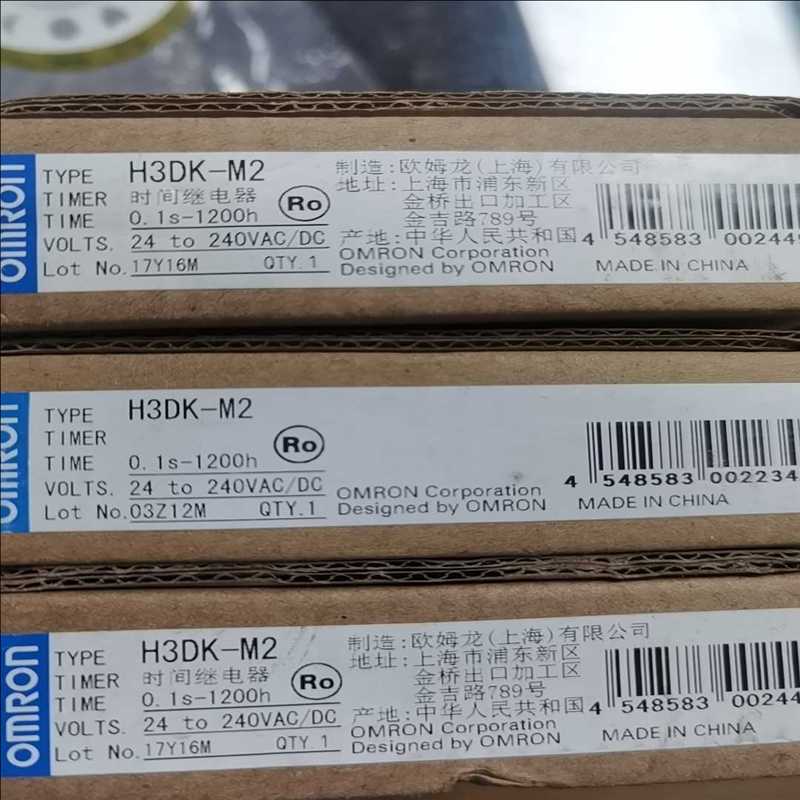 OMRON
TYPE H3DK-M2
TIMER 时间继电器
TIME 0.1s-1200h
VOLTS. 24 to 240VAC/DC
Lot No. 17Y16M QTY.1
Ro
制造:欧姆龙(上海)有限公司
地址:上海市浦东新区
金桥出口加工区
金吉路789号
产地:中华人民共和国
OMRON Corporation
Designed by OMRON
4 548583 00244
MADE IN CHINA
OMRON
TYPE H3DK-M2
TIMER
TIME 0.1s-1200h
VOLTS. 24 to 240VAC/DC
Lot No. 03Z12M QTY.1
Ro
OMRON Corporation
Designed by OMRON
4 548583 002234
MADE IN CHINA
OMRON
TYPE H3DK-M2
TIMER 时间继电器
TIME 0.1s-1200h
VOLTS. 24 to 240VAC/DC
Lot No. 17Y16M QTY.1
Ro
制造:欧姆龙(上海)有限公司
地址:上海市浦东新区
金桥出口加工区
金吉路789号
产地:中华人民共和国
OMRON Corporation
Designed by OMRON
4 548583 00244
MADE IN CHINA